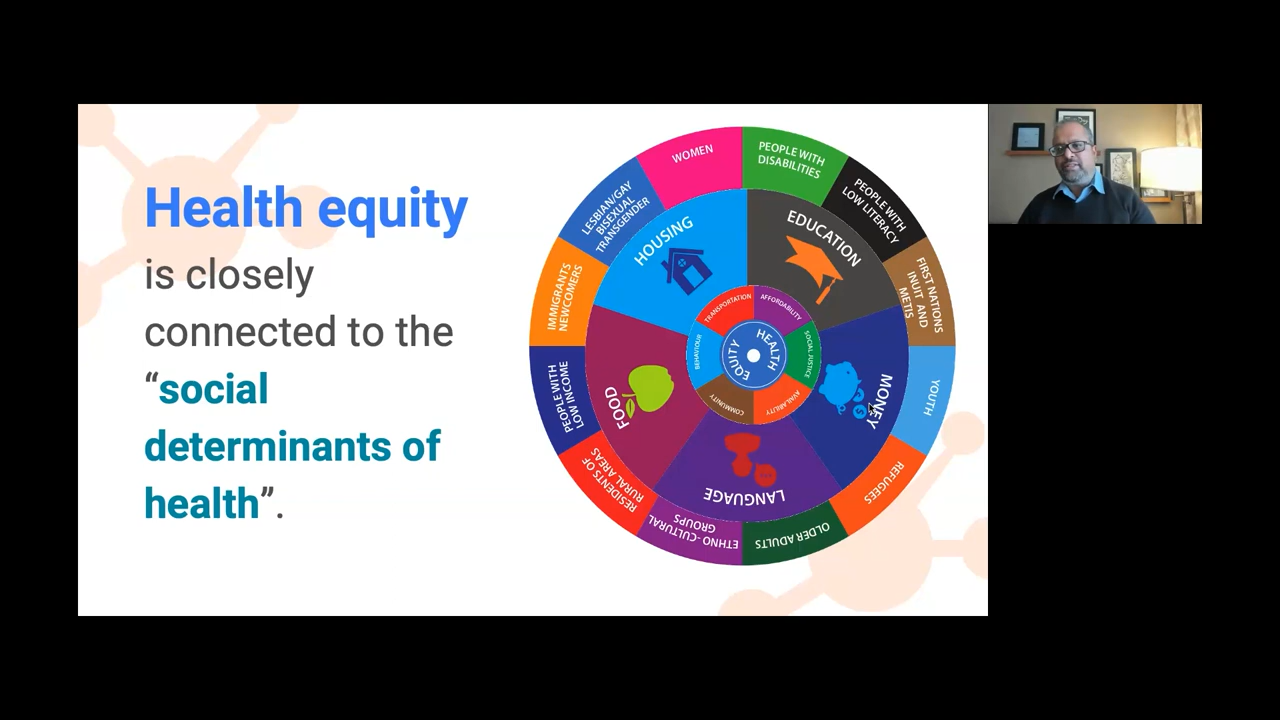 Health equity
is closely
connected to the
“social
determinants of
health”.
WOMEN
PEOPLE WITH
DISABILITIES
PEOPLE WITH
LOW LITERACY
FIRST NATIONS
INUIT AND
METIS
YOUTH
REFUGEES
OLDER ADULTS
ETHNO-CULTURAL
GROUPS
RESIDENTS OF
RURAL AREAS
PEOPLE WITH
LOW INCOME
IMMIGRANTS
NEWCOMERS
LESBIAN/GAY
BISEXUAL
TRANSGENDER
HOUSING
EDUCATION
MONEY
LANGUAGE
FOOD
TRANSPORTATION
AFFORDABILITY
SOCIAL JUSTICE
AVAILABILITY
COMMUNITY
BEHAVIOUR
HEALTH
EQUITY